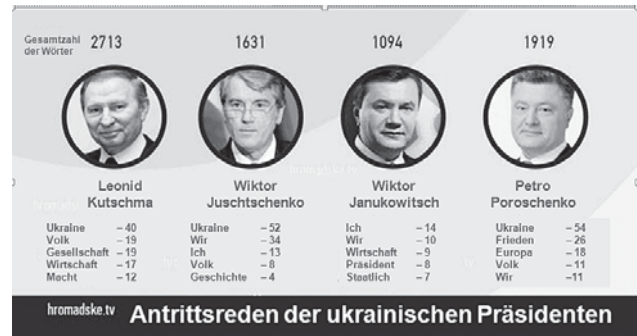 Gesamtzahl der Wörter 2713 1631 1094 1919
hromadske.tv
Leonid Kutschma
Wiktor Juschtschenko
Wiktor Janukowitsch
Petro Poroschenko
Ukraine – 40
Volk – 19
Gesellschaft – 19
Wirtschaft – 17
Macht – 12
Ukraine – 52
Wir – 34
Ich – 13
Volk – 8
Geschichte – 4
Ich – 14
Wir – 10
Wirtschaft – 9
Präsident – 8
Staatlich – 7
Ukraine – 54
Frieden – 26
Europa – 18
Volk – 11
Wir –11
hromadske.tv Antrittsreden der ukrainischen Präsidenten